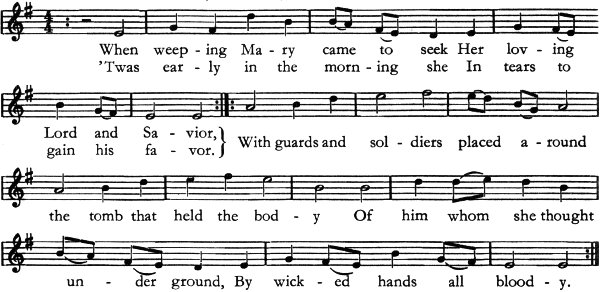 When weep - ing Ma - ry came to seek Her lov - ing
'Twas ear - ly in the morn - ing she In tears to
Lord and Sa - vior,
gain his fa - vor.
With guards and sol - diers placed a - round
the tomb that held the bod - y Of him whom she thought
un - der ground, By wick - ed hands all blood - y.